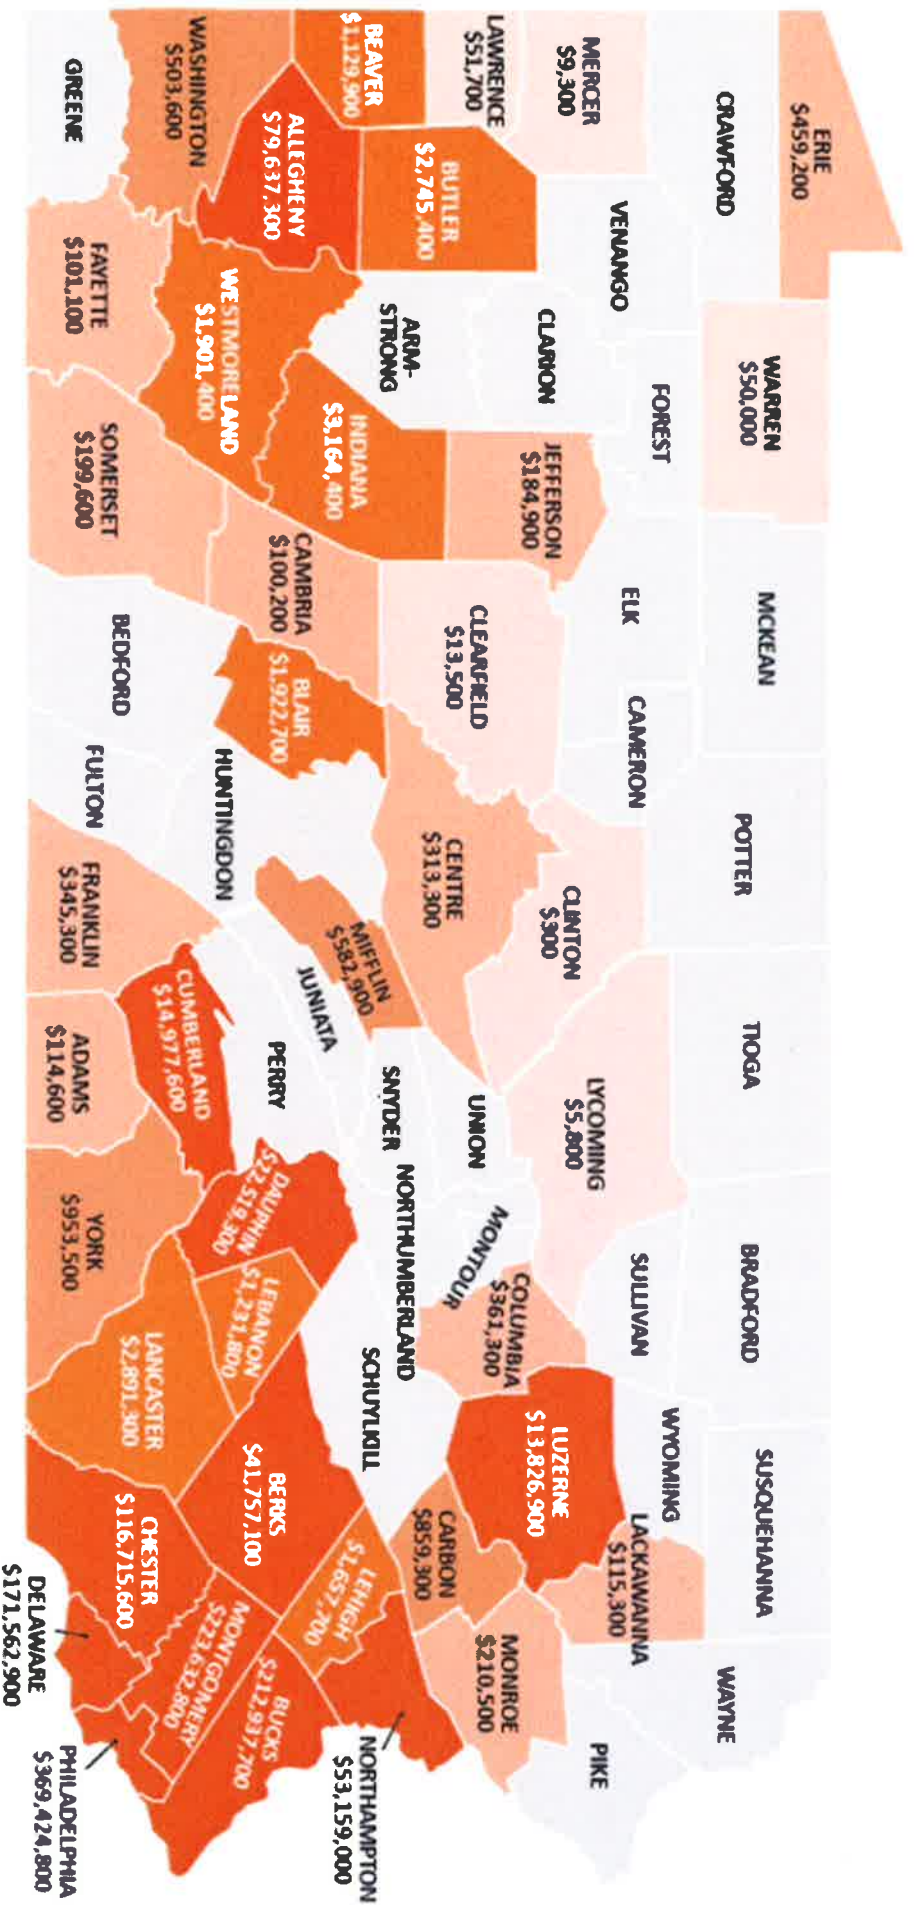 ERIE
$459,200
CRAWFORD
WARREN
$50,000
MCKEAN
POTTER
TIOGA
BRADFORD
SUSQUEHANNA
WAYNE
MERCER
$9,300
VENANGO
FOREST
ELK
CAMERON
CLINTON
$300
LYCOMING
$5,800
SULLIVAN
WYOMING
LACKAWANNA
$115,300
PIKE
LAWRENCE
$51,700
BUTLER
$2,745,400
CLARION
JEFFERSON
$184,900
CLEARFIELD
$13,500
CENTRE
$313,300
UNION
MONTOUR
COLUMBIA
$361,300
LUZERNE
$13,826,900
MONROE
$210,500
BEAVER
$1,129,900
ARM-
STRONG
INDIANA
$3,164,400
CAMBRIA
$100,200
BLAIR
$1,922,700
HUNTINGDON
MIFFLIN
$582,900
JUNIATA
SNYDER
NORTHUMBERLAND
SCHUYLKILL
CARBON
$859,300
ALLEGHENY
$79,637,300
WESTMORELAND
$1,901,400
PERRY
DAUPHIN
$22,519,300
LEBANON
$1,231,800
BERKS
$41,757,100
LEHIGH
$1,657,700
NORTHAMPTON
$53,159,000
WASHINGTON
$503,600
GREENE
FAYETTE
$101,100
SOMERSET
$199,600
BEDFORD
FULTON
FRANKLIN
$345,300
CUMBERLAND
$14,977,600
ADAMS
$114,600
YORK
$953,500
LANCASTER
$2,891,300
CHESTER
$116,715,600
MONTGOMERY
$223,632,800
BUCKS
$212,937,700
DELAWARE
$171,562,900
PHILADELPHIA
$369,424,800